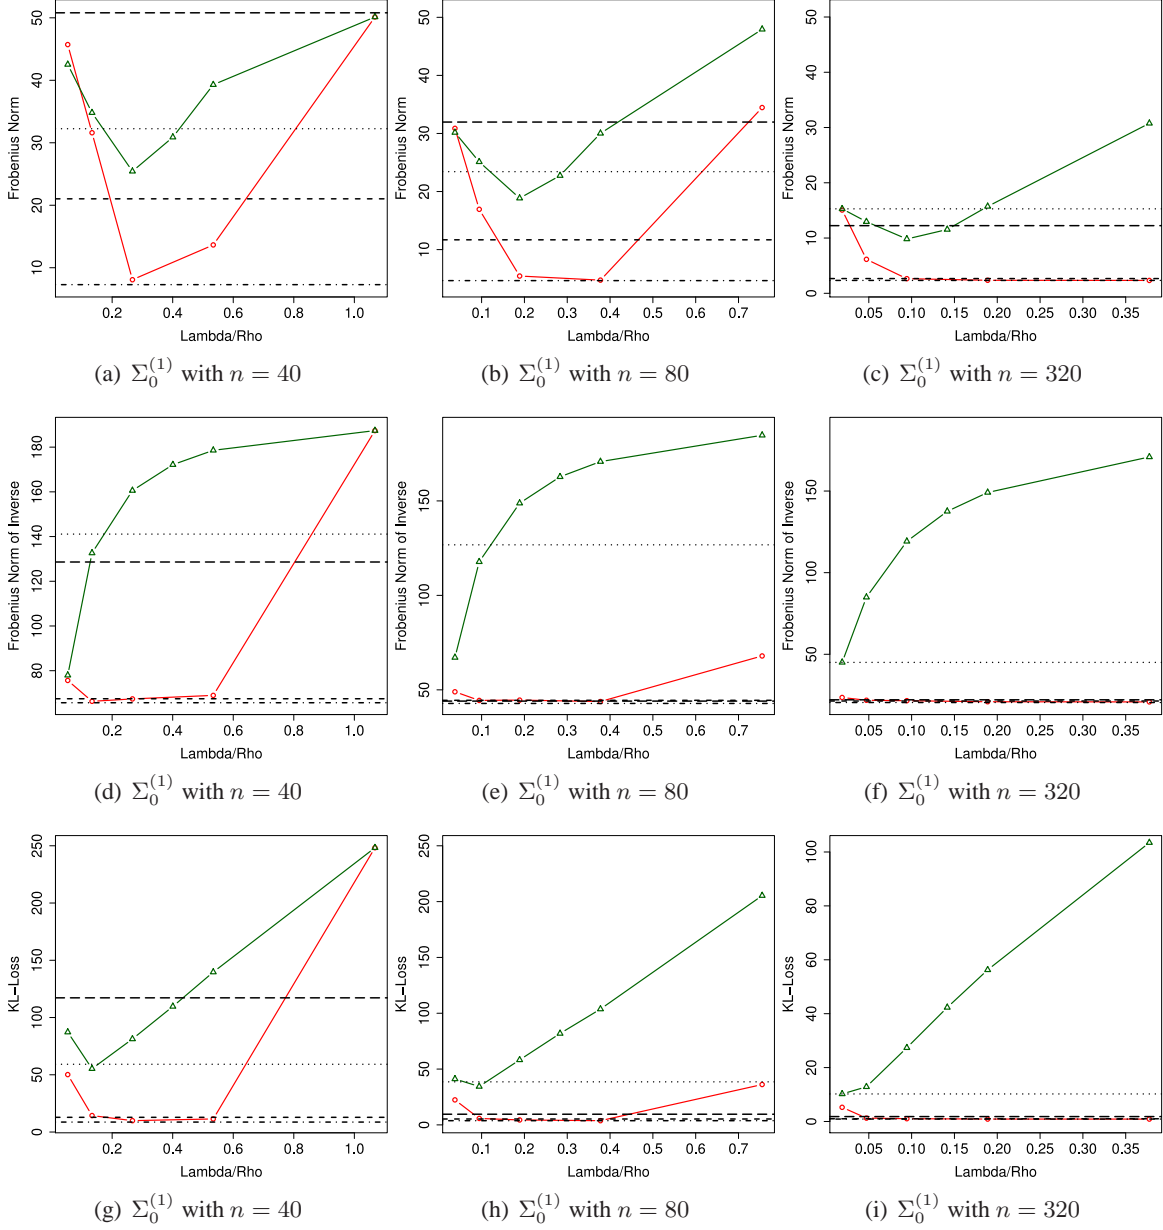 Frobenius Norm
10 20 30 40 50
0.2 0.4 0.6 0.8 1.0
Lambda/Rho
(a) Σ₀⁽¹⁾ with n = 40
Frobenius Norm
10 20 30 40 50
0.1 0.2 0.3 0.4 0.5 0.6 0.7
Lambda/Rho
(b) Σ₀⁽¹⁾ with n = 80
Frobenius Norm
0 10 20 30 40 50
0.05 0.10 0.15 0.20 0.25 0.30 0.35
Lambda/Rho
(c) Σ₀⁽¹⁾ with n = 320
Frobenius Norm of Inverse
80 100 120 140 160 180
0.2 0.4 0.6 0.8 1.0
Lambda/Rho
(d) Σ₀⁽¹⁾ with n = 40
Frobenius Norm of Inverse
50 100 150
0.1 0.2 0.3 0.4 0.5 0.6 0.7
Lambda/Rho
(e) Σ₀⁽¹⁾ with n = 80
Frobenius Norm of Inverse
50 100 150
0.05 0.10 0.15 0.20 0.25 0.30 0.35
Lambda/Rho
(f) Σ₀⁽¹⁾ with n = 320
KL−Loss
0 50 100 150 200 250
0.2 0.4 0.6 0.8 1.0
Lambda/Rho
(g) Σ₀⁽¹⁾ with n = 40
KL−Loss
0 50 100 150 200 250
0.1 0.2 0.3 0.4 0.5 0.6 0.7
Lambda/Rho
(h) Σ₀⁽¹⁾ with n = 80
KL−Loss
0 20 40 60 80 100
0.05 0.10 0.15 0.20 0.25 0.30 0.35
Lambda/Rho
(i) Σ₀⁽¹⁾ with n = 320